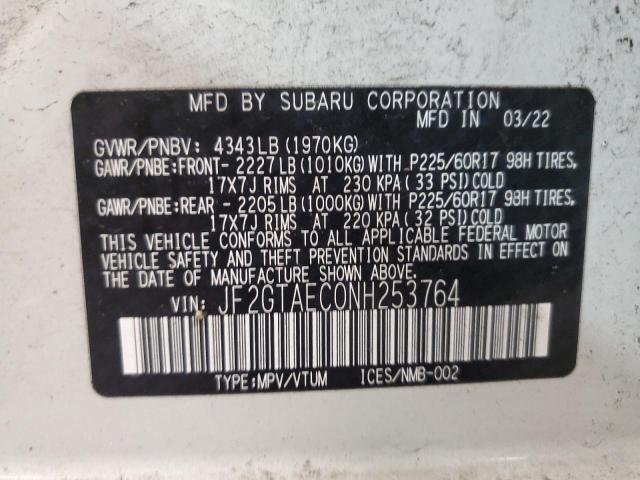 MFD BY SUBARU CORPORATION
MFD IN 03/22
GVWR/PNBV: 4343LB (1970KG)
GAWR/PNBE:FRONT- 2227LB (1010KG) WITH P225/60R17 98H TIRES,
17X7J RIMS AT 230 KPA (33 PSI) COLD
GAWR/PNBE:REAR - 2205LB (1000KG) WITH P225/60R17 98H TIRES,
17X7J RIMS AT 220 KPA (32 PSI) COLD
THIS VEHICLE CONFORMS TO ALL APPLICABLE FEDERAL MOTOR
VEHICLE SAFETY AND THEFT PREVENTION STANDARDS IN EFFECT ON
THE DATE OF MANUFACTURE SHOWN ABOVE.
VIN: JF2GTAEC0NH253764
TYPE:MPV/VTUM ICES/NMB-002